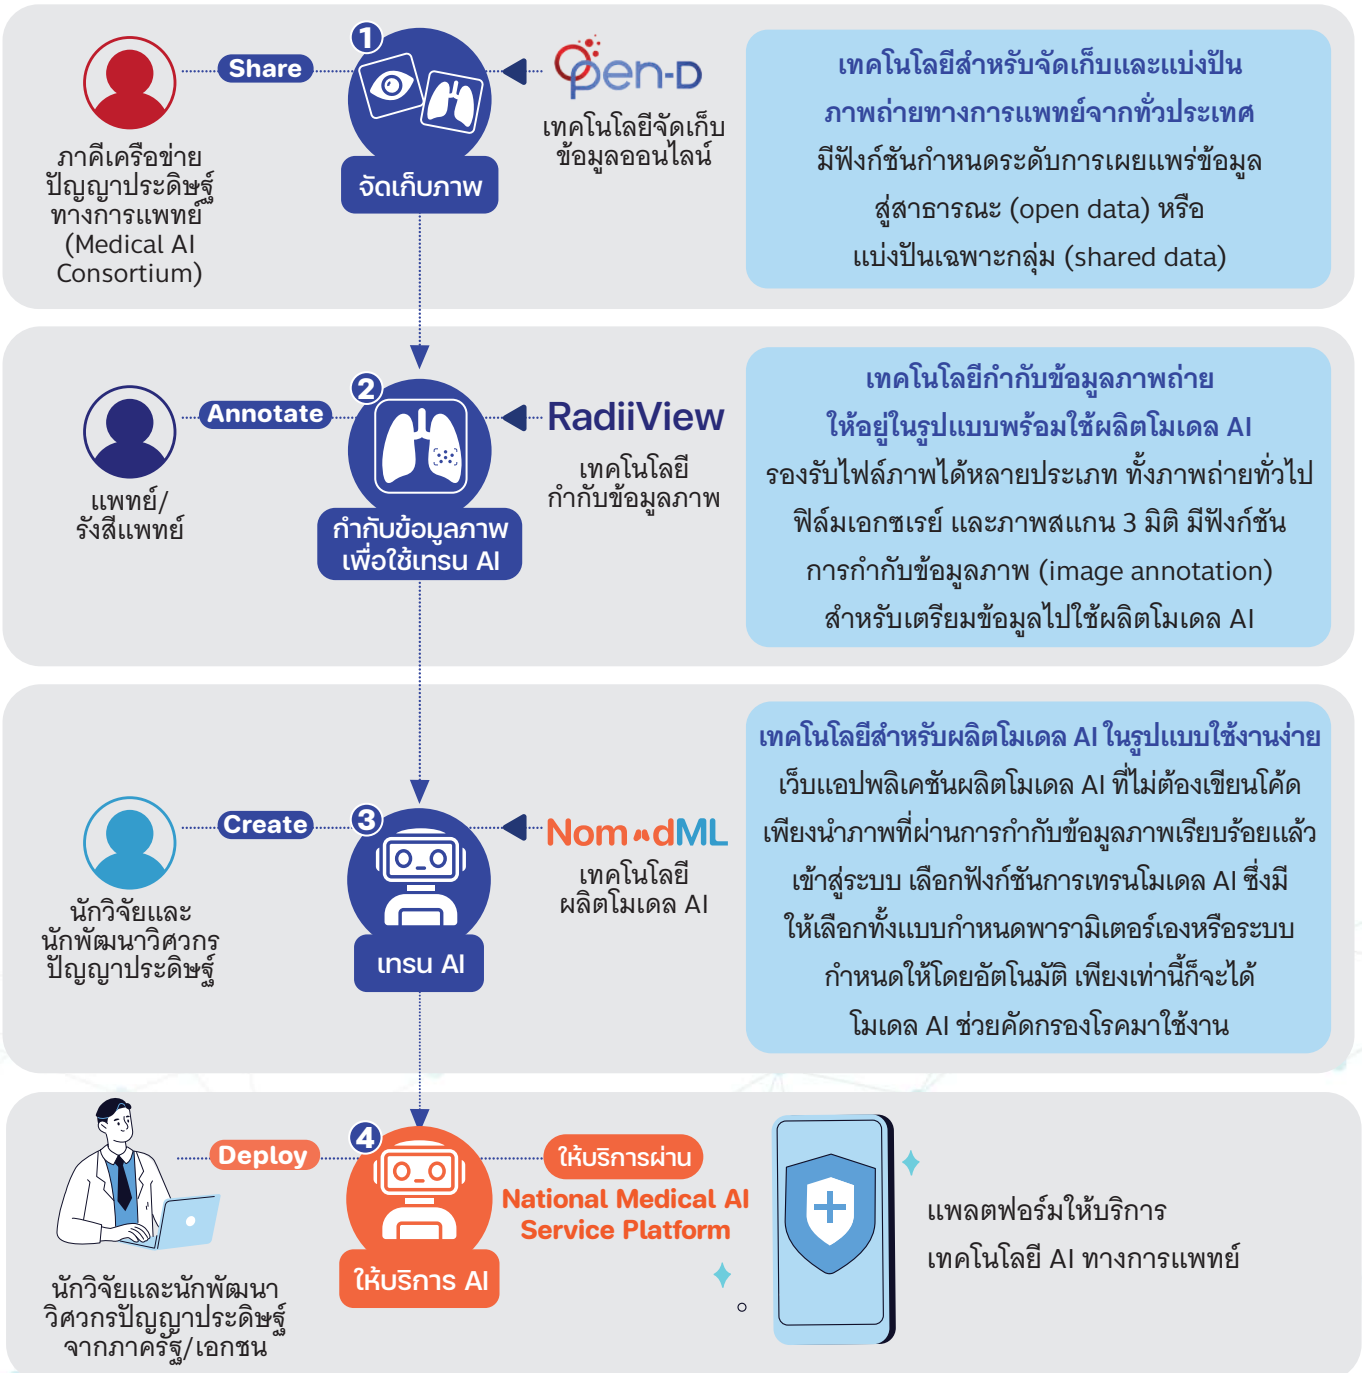 1
Share
Open-D
ภาคีเครือข่าย
ปัญญาประดิษฐ์
ทางการแพทย์
(Medical AI
Consortium)
จัดเก็บภาพ
เทคโนโลยีจัดเก็บ
ข้อมูลออนไลน์
เทคโนโลยีสำหรับจัดเก็บและแบ่งปัน
ภาพถ่ายทางการแพทย์จากทั่วประเทศ
มีฟังก์ชันกำหนดระดับการเผยแพร่ข้อมูล
สู่สาธารณะ (open data) หรือ
แบ่งปันเฉพาะกลุ่ม (shared data)
2
Annotate
RadiiView
แพทย์/
รังสีแพทย์
กำกับข้อมูลภาพ
เพื่อใช้เทรน AI
เทคโนโลยี
กำกับข้อมูลภาพ
เทคโนโลยีกำกับข้อมูลภาพถ่าย
ให้อยู่ในรูปแบบพร้อมใช้ผลิตโมเดล AI
รองรับไฟล์ภาพได้หลายประเภท ทั้งภาพถ่ายทั่วไป
ฟิล์มเอกซเรย์ และภาพสแกน 3 มิติ มีฟังก์ชัน
การกำกับข้อมูลภาพ (image annotation)
สำหรับเตรียมข้อมูลไปใช้ผลิตโมเดล AI
3
Create
NomadML
นักวิจัยและ
นักพัฒนาวิศวกร
ปัญญาประดิษฐ์
เทรน AI
เทคโนโลยี
ผลิตโมเดล AI
เทคโนโลยีสำหรับผลิตโมเดล AI ในรูปแบบใช้งานง่าย
เว็บแอปพลิเคชันผลิตโมเดล AI ที่ไม่ต้องเขียนโค้ด
เพียงนำภาพที่ผ่านการกำกับข้อมูลภาพเรียบร้อยแล้ว
เข้าสู่ระบบ เลือกฟังก์ชันการเทรนโมเดล AI ซึ่งมี
ให้เลือกทั้งแบบกำหนดพารามิเตอร์เองหรือระบบ
กำหนดให้โดยอัตโนมัติ เพียงเท่านี้ก็จะได้
โมเดล AI ช่วยคัดกรองโรคมาใช้งาน
4
Deploy
ให้บริการผ่าน
National Medical AI
Service Platform
นักวิจัยและนักพัฒนา
วิศวกรปัญญาประดิษฐ์
จากภาครัฐ/เอกชน
ให้บริการ AI
แพลตฟอร์มให้บริการ
เทคโนโลยี AI ทางการแพทย์